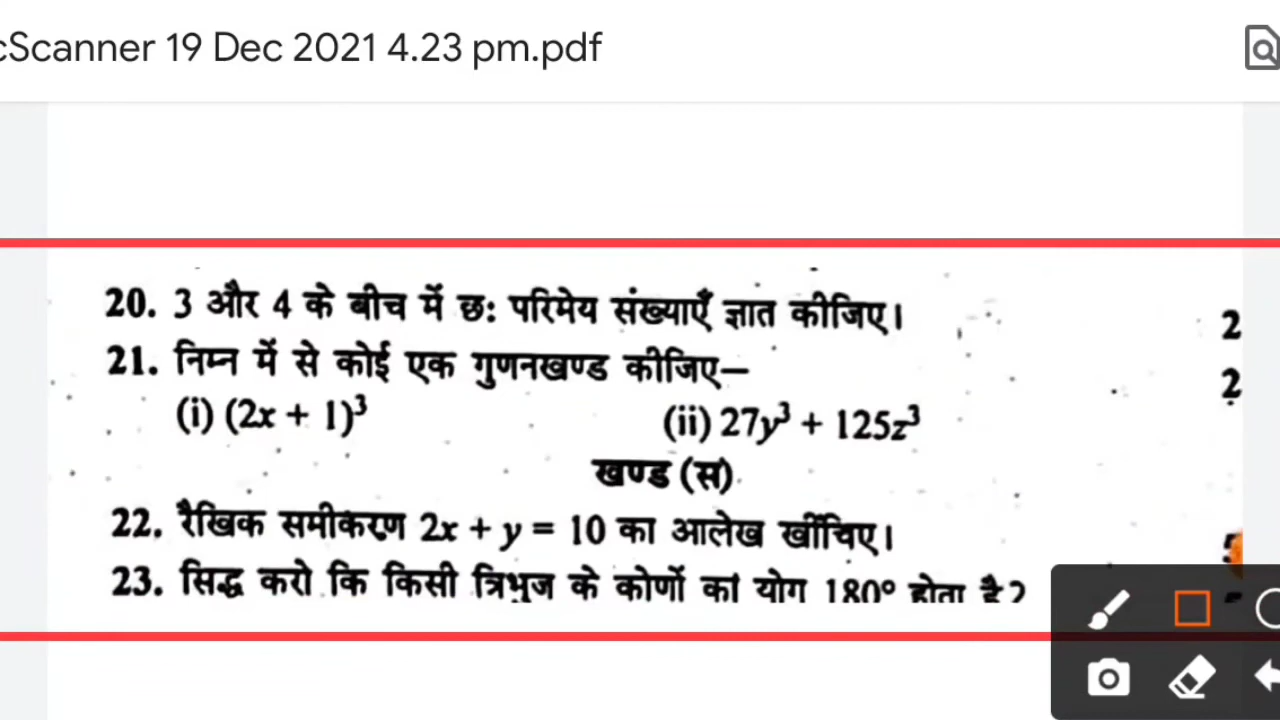 cScanner 19 Dec 2021 4.23 pm.pdf
20. 3 और 4 के बीच में छ: परिमेय संख्याएँ ज्ञात कीजिए। 2
21. निम्न में से कोई एक गुणनखण्ड कीजिए– 2
(i) (2x + 1)³ (ii) 27y³ + 125z³
खण्ड (स)
22. रैखिक समीकरण 2x + y = 10 का आलेख खींचिए।
23. सिद्ध करो कि किसी त्रिभुज के कोणों का योग 180° होता है?